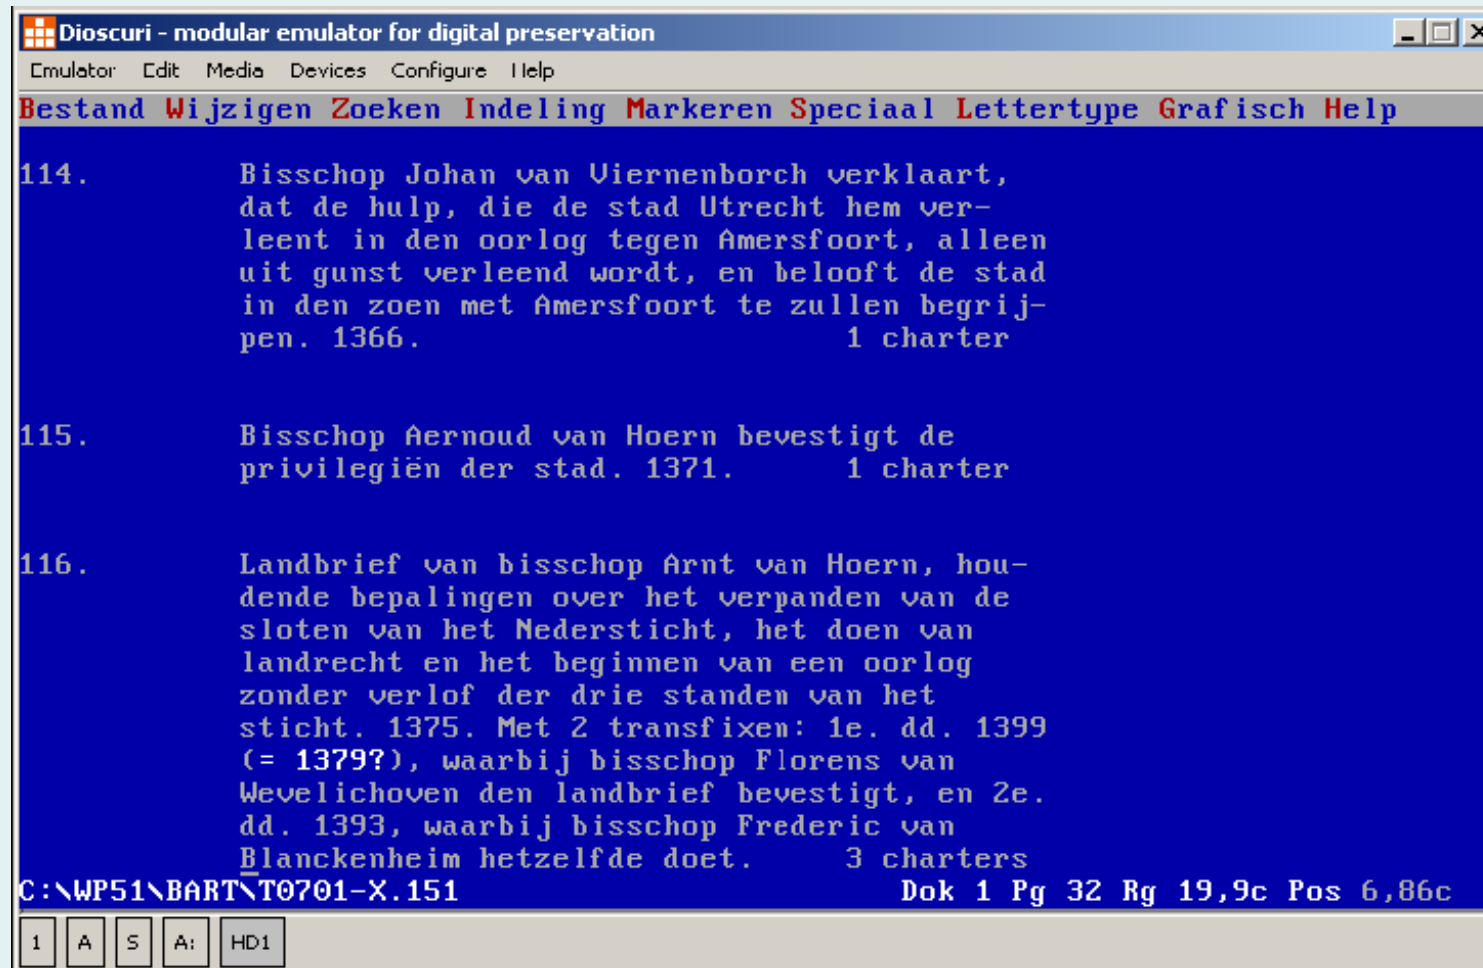 Dioscuri - modular emulator for digital preservation
Emulator Edit Media Devices Configure Help
Bestand Wijzigen Zoeken Indeling Markeren Speciaal Lettertype Grafisch Help
114. Bisschop Johan van Viernenborch verklaart,
dat de hulp, die de stad Utrecht hem ver-
leent in den oorlog tegen Amersfoort, alleen
uit gunst verleend wordt, en belooft de stad
in den zoen met Amersfoort te zullen begrij-
pen. 1366. 1 charter
115. Bisschop Aernoud van Hoern bevestigt de
privilegiën der stad. 1371. 1 charter
116. Landbrief van bisschop Arnt van Hoern, hou-
dende bepalingen over het verpanden van de
sloten van het Nedersticht, het doen van
landrecht en het beginnen van een oorlog
zonder verlof der drie standen van het
sticht. 1375. Met 2 transfixen: 1e. dd. 1399
(= 1379?), waarbij bisschop Florens van
Wevelichoven den landbrief bevestigt, en 2e.
dd. 1393, waarbij bisschop Frederic van
Blanckenheim hetzelfde doet. 3 charters
C:\WP51\BART\T0701-X.151 Dok 1 Pg 32 Rg 19,9c Pos 6,86c
1 A S A: HD1